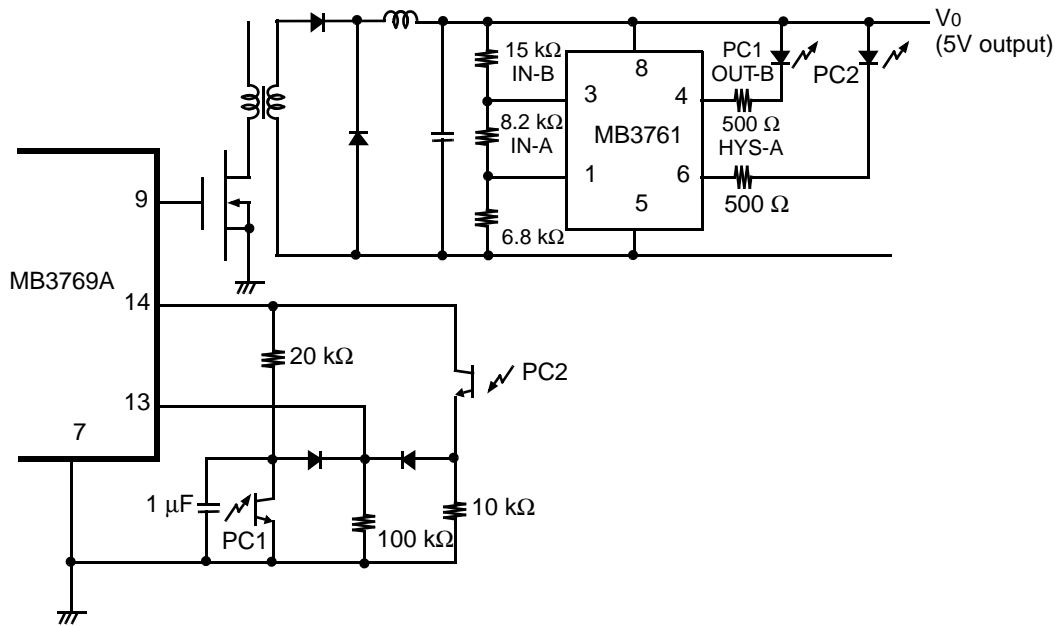 V0
(5V output)
15 kΩ
IN-B
8.2 kΩ
IN-A
6.8 kΩ
8
3
4
MB3761
1
6
5
PC1
OUT-B
PC2
500 Ω
HYS-A
500 Ω
9
MB3769A
14
20 kΩ
PC2
13
7
1 μF
PC1
100 kΩ
10 kΩ